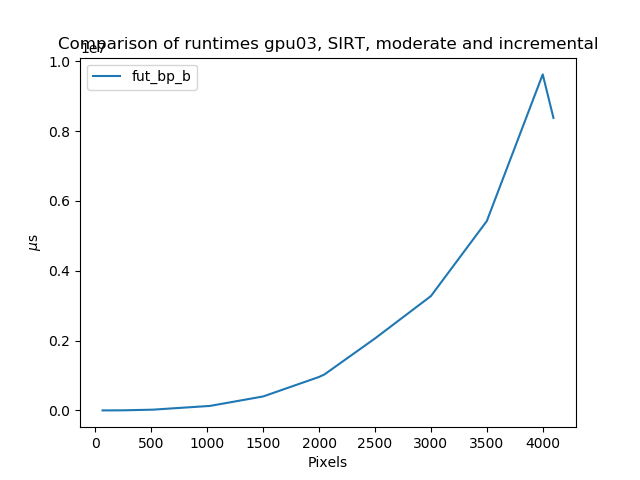 Comparison of runtimes gpu03, SIRT, moderate and incremental
1e7
fut_bp_b
1.0
0.8
0.6
0.4
0.2
0.0
μs
0 500 1000 1500 2000 2500 3000 3500 4000
Pixels